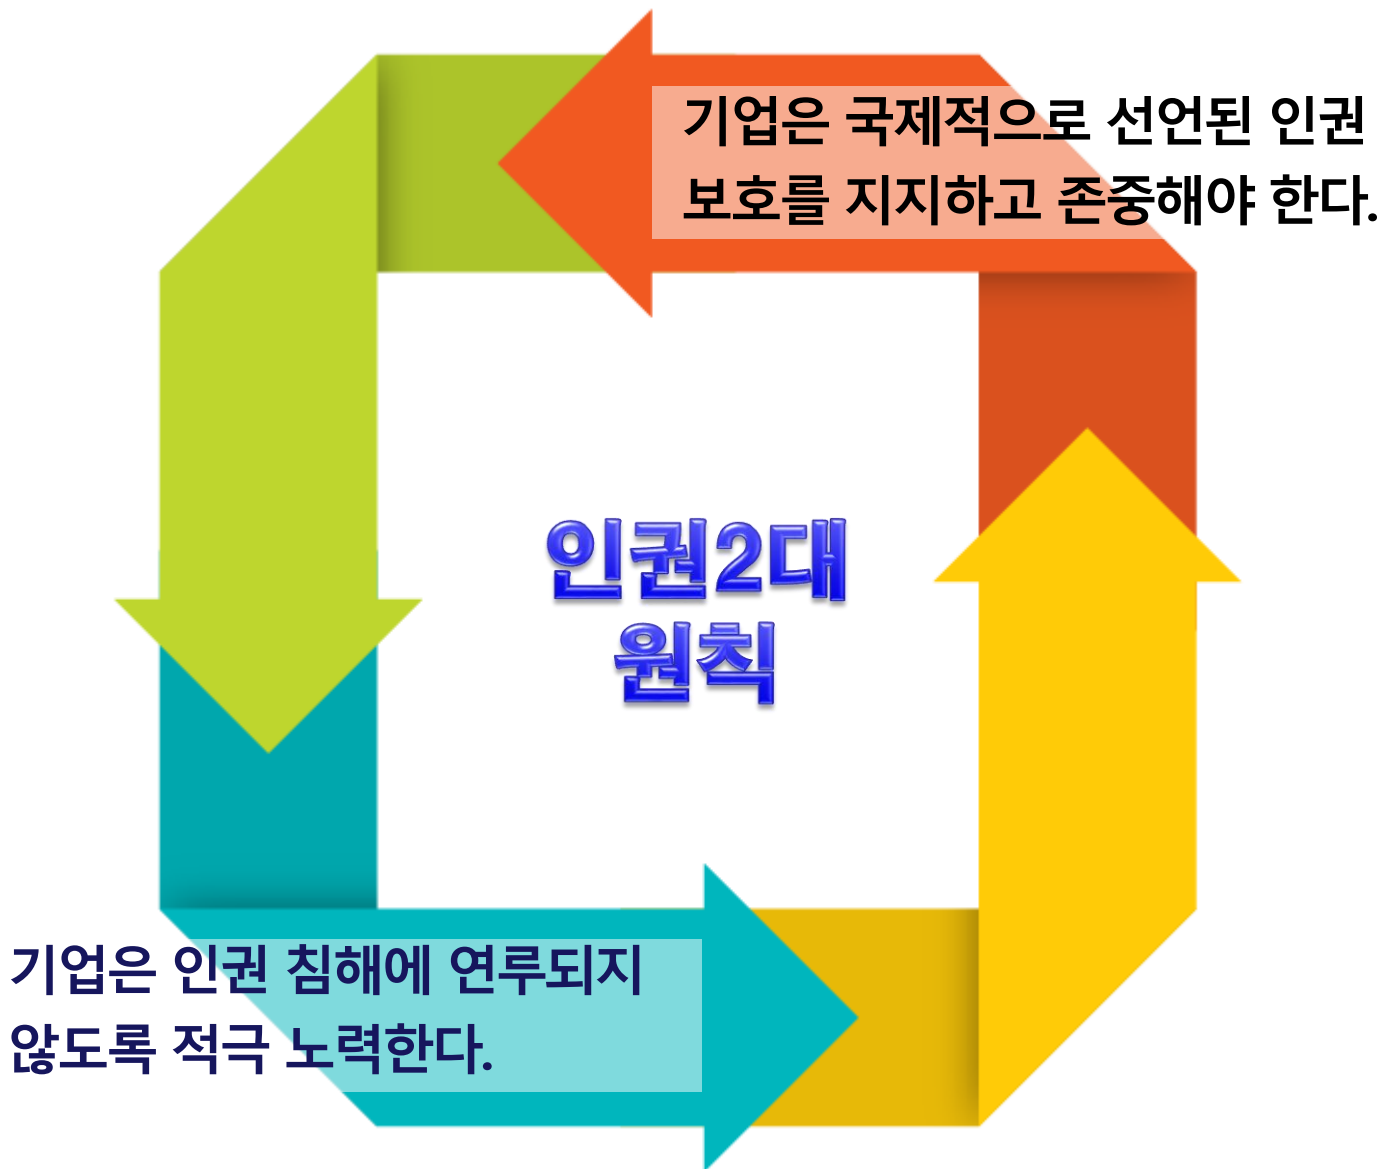 기업은 국제적으로 선언된 인권
보호를 지지하고 존중해야 한다.
인권2대
원칙
기업은 인권 침해에 연루되지
않도록 적극 노력한다.